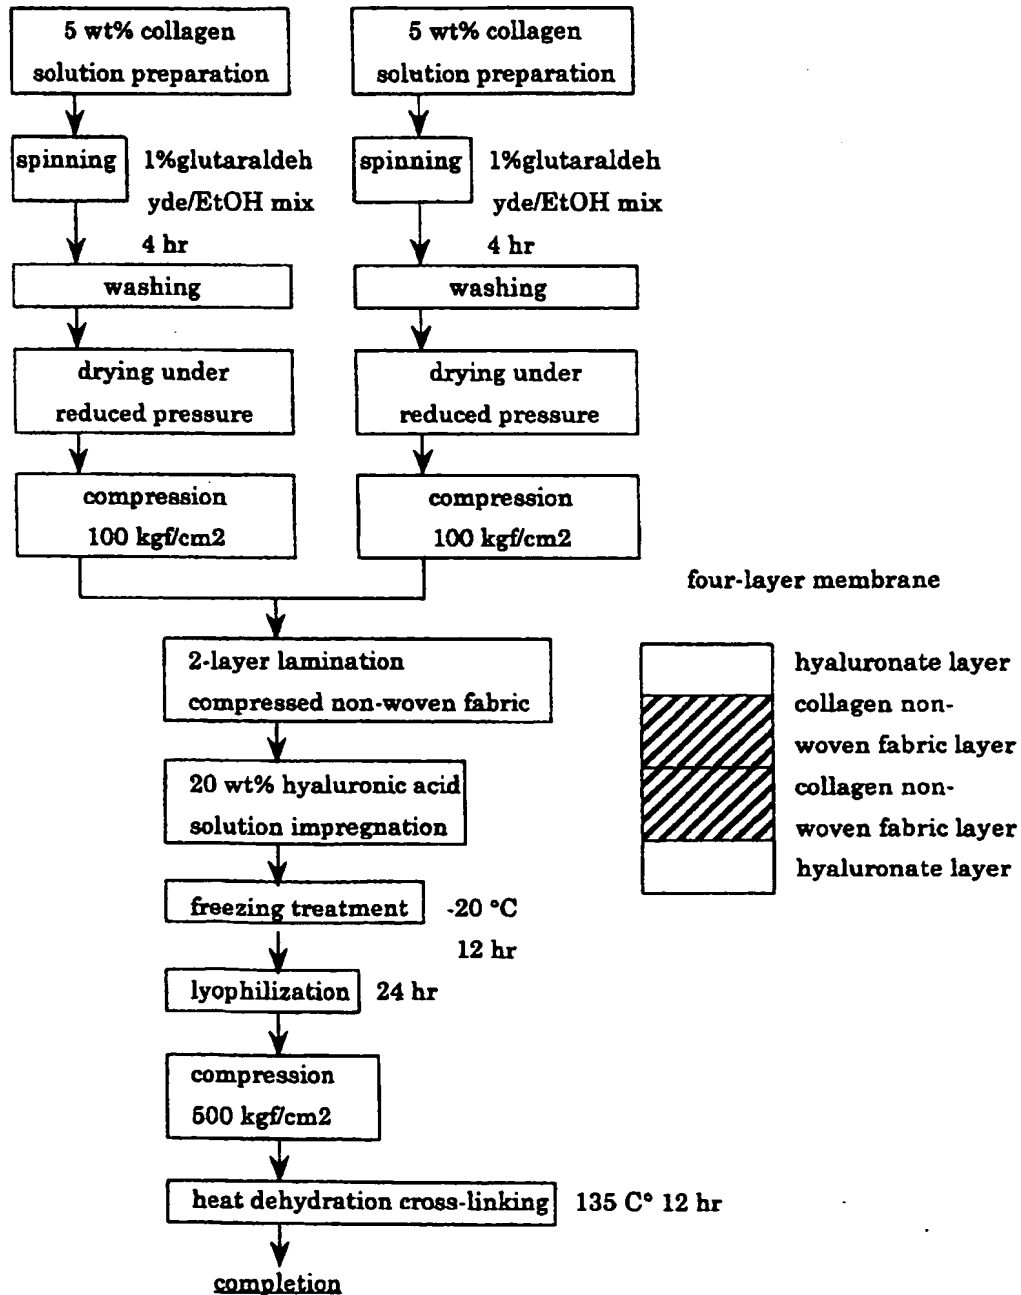 5 wt% collagen
solution preparation
5 wt% collagen
solution preparation
spinning
1%glutaraldeh
yde/EtOH mix
4 hr
spinning
1%glutaraldeh
yde/EtOH mix
4 hr
washing
washing
drying under
reduced pressure
drying under
reduced pressure
compression
100 kgf/cm2
compression
100 kgf/cm2
2-layer lamination
compressed non-woven fabric
20 wt% hyaluronic acid
solution impregnation
freezing treatment
-20 °C
12 hr
lyophilization
24 hr
compression
500 kgf/cm2
heat dehydration cross-linking
135 C° 12 hr
completion
four-layer membrane
hyaluronate layer
collagen non-
woven fabric layer
collagen non-
woven fabric layer
hyaluronate layer